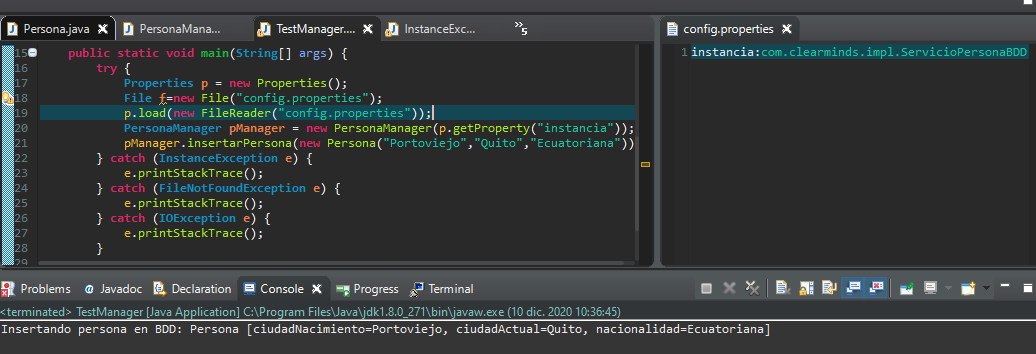 Persona.java
PersonaMana...
TestManager....
InstanceExc...
»5
config.properties
15 public static void main(String[] args) {
16 try {
17 Properties p = new Properties();
18 File f=new File("config.properties");
19 p.load(new FileReader("config.properties"));
20 PersonaManager pManager = new PersonaManager(p.getProperty("instancia"));
21 pManager.insertarPersona(new Persona("Portoviejo","Quito","Ecuatoriana"))
22 } catch (InstanceException e) {
23 e.printStackTrace();
24 } catch (FileNotFoundException e) {
25 e.printStackTrace();
26 } catch (IOException e) {
27 e.printStackTrace();
28 }
29
1 instancia:com.clearminds.impl.ServicioPersonaBDD
Problems @ Javadoc Declaration Console Progress Terminal
<terminated> TestManager [Java Application] C:\Program Files\Java\jdk1.8.0_271\bin\javaw.exe (10 dic. 2020 10:36:45)
Insertando persona en BDD: Persona [ciudadNacimiento=Portoviejo, ciudadActual=Quito, nacionalidad=Ecuatoriana]